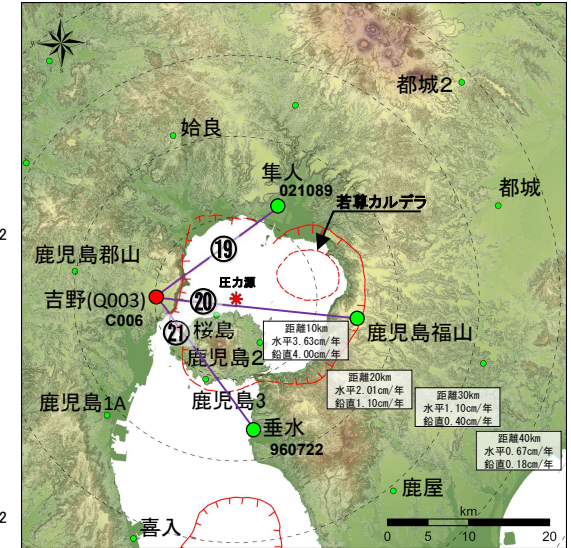 都城2
姶良
隼人
021089
若尊カルデラ
都城
2
⑲
鹿児島郡山
圧力源
吉野(Q003)
C006
⑳
㉑
桜島
鹿児島福山
距離10km
水平3.63cm/年
鉛直4.00cm/年
鹿児島2
距離20km
水平2.01cm/年
鉛直1.10cm/年
鹿児島3
距離30km
水平1.10cm/年
鉛直0.40cm/年
鹿児島1A
垂水
960722
距離40km
水平0.67cm/年
鉛直0.18cm/年
鹿屋
2
喜入
km
0 5 10 20